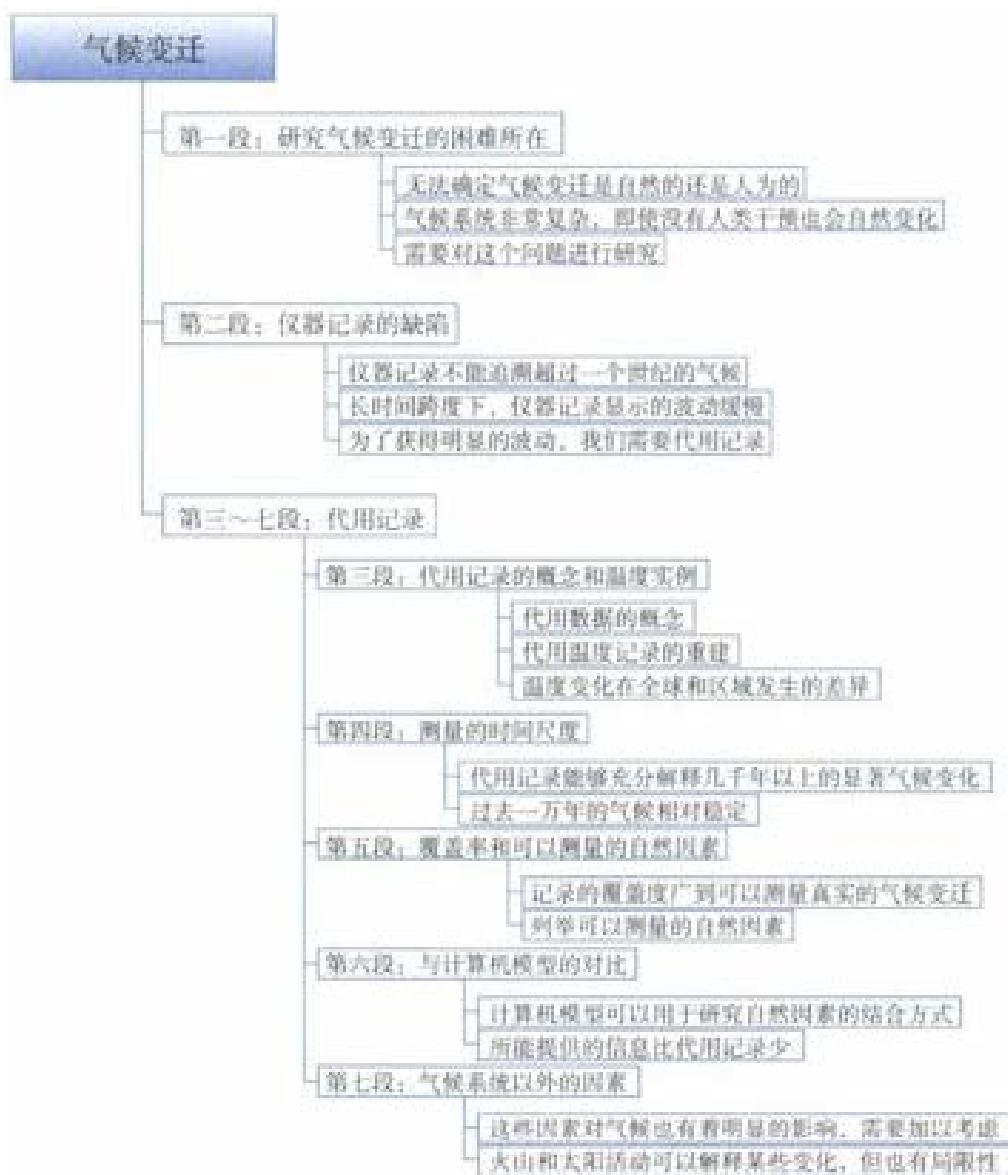 气候变迁
第一段：研究气候变迁的困难所在
无法确定气候变迁是自然的还是人为的
气候系统非常复杂，即使没有人类干预也会自然变化
需要对这个问题进行研究
第二段：仪器记录的缺陷
仪器记录不能追溯超过一个世纪的气候
长时间跨度下，仪器记录显示的波动缓慢
为了获得明显的波动，我们需要代用记录
第三～七段：代用记录
第三段：代用记录的概念和温度实例
代用数据的概念
代用温度记录的重建
温度变化在全球和区域发生的差异
第四段：测量的时间尺度
代用记录能够充分解释几千年以上的显著气候变化
过去一万年的气候相对稳定
第五段：覆盖率和可以测量的自然因素
记录的覆盖度广到可以测量真实的气候变迁
列举可以测量的自然因素
第六段：与计算机模型的对比
计算机模型可以用于研究自然因素的结合方式
所能提供的信息比代用记录少
第七段：气候系统以外的因素
这些因素对气候也有着明显的影响，需要加以考虑
火山和太阳活动可以解释某些变化，但也有局限性